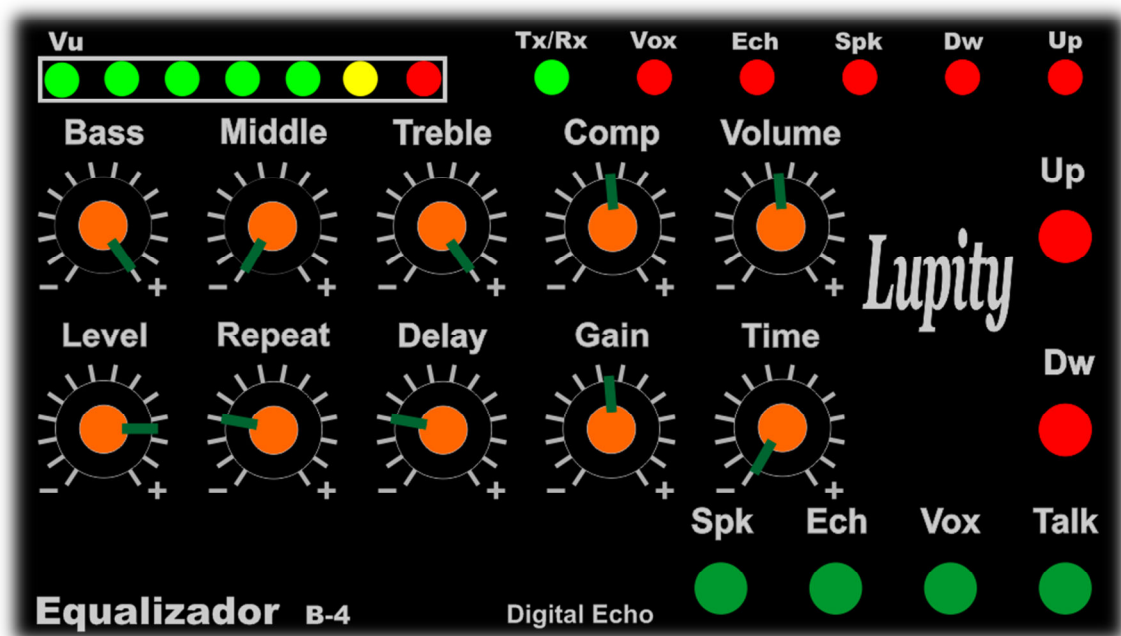 Vu Tx/Rx Vox Ech Spk Dw Up
Bass Middle Treble Comp Volume
Up
- + - + - + - + - +
Lupity
Level Repeat Delay Gain Time
Dw
- + - + - + - + - +
Spk Ech Vox Talk
Equalizador B-4 Digital Echo